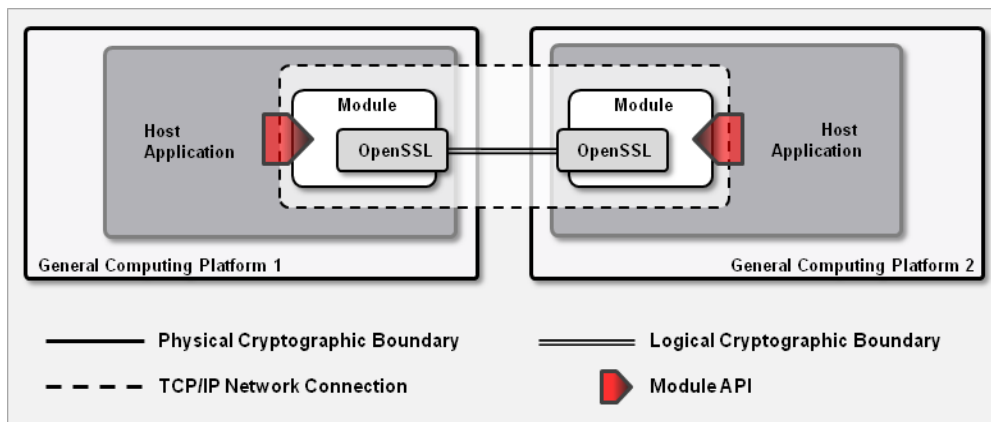 Module
OpenSSL
Host
Application
Module
OpenSSL
Host
Application
General Computing Platform 1
General Computing Platform 2
Physical Cryptographic Boundary
Logical Cryptographic Boundary
TCP/IP Network Connection
Module API